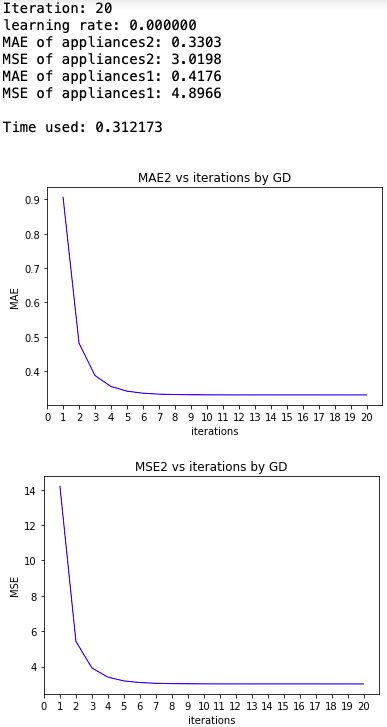 Iteration: 20
learning rate: 0.000000
MAE of appliances2: 0.3303
MSE of appliances2: 3.0198
MAE of appliances1: 0.4176
MSE of appliances1: 4.8966
Time used: 0.312173
MAE2 vs iterations by GD
0.9
0.8
0.7
0.6
0.5
0.4
MAE
0 1 2 3 4 5 6 7 8 9 10 11 12 13 14 15 16 17 18 19 20
iterations
MSE2 vs iterations by GD
14
12
10
8
6
4
MSE
0 1 2 3 4 5 6 7 8 9 10 11 12 13 14 15 16 17 18 19 20
iterations